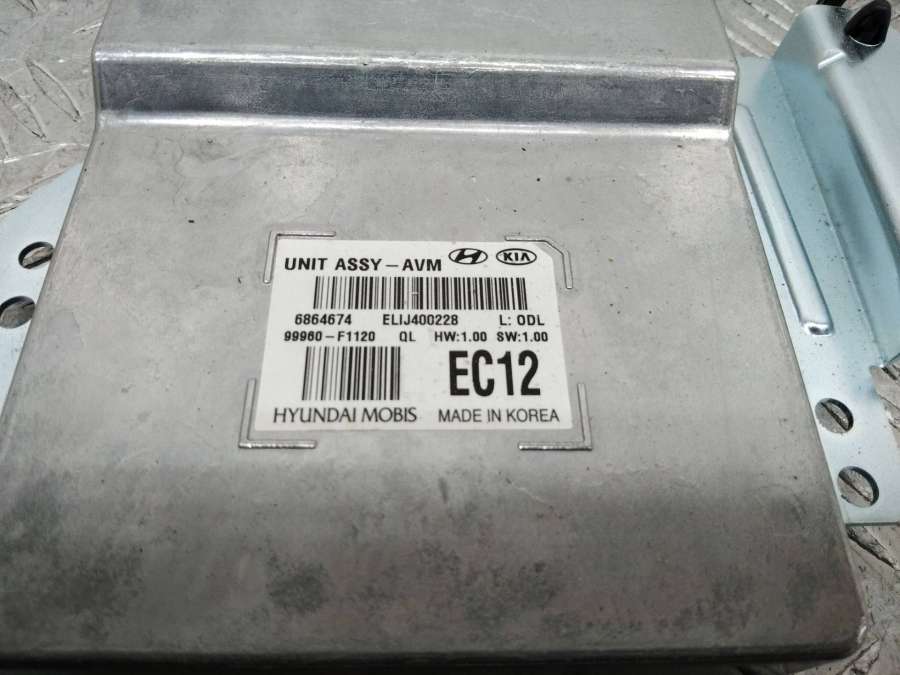 UNIT ASSY-AVM KIA
6864674 ELIJ400228 L: ODL
99960-F1120 QL HW:1.00 SW:1.00
EC12
HYUNDAI MOBIS MADE IN KOREA